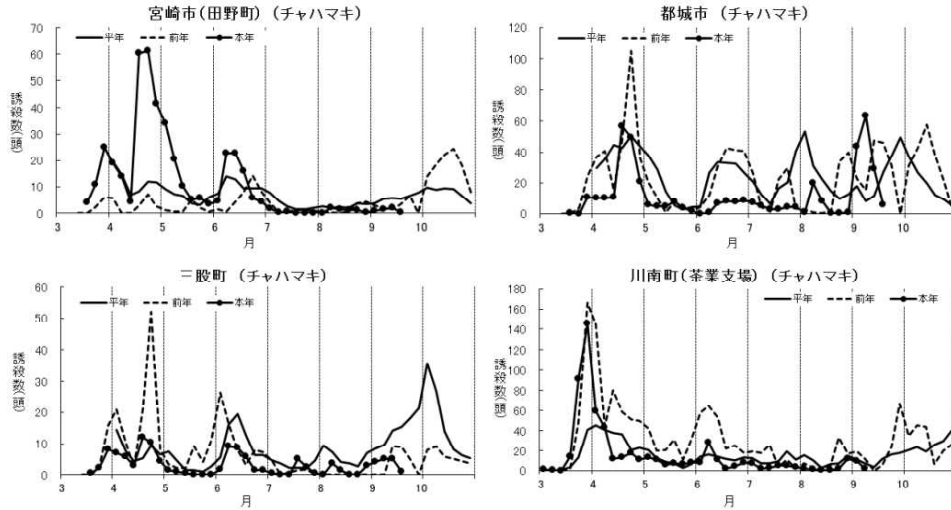 宮崎市(田野町) (チャハマキ)
平年 前年 本年
誘殺数(頭)
70
60
50
40
30
20
10
0
3 4 5 6 7 8 9 10
月
都城市 (チャハマキ)
平年 前年 本年
誘殺数(頭)
120
100
80
60
40
20
0
3 4 5 6 7 8 9 10
月
三股町 (チャハマキ)
平年 前年 本年
誘殺数(頭)
60
50
40
30
20
10
0
3 4 5 6 7 8 9 10
月
川南町(茶業支場) (チャハマキ)
平年 前年 本年
誘殺数(頭)
180
160
140
120
100
80
60
40
20
0
3 4 5 6 7 8 9 10
月